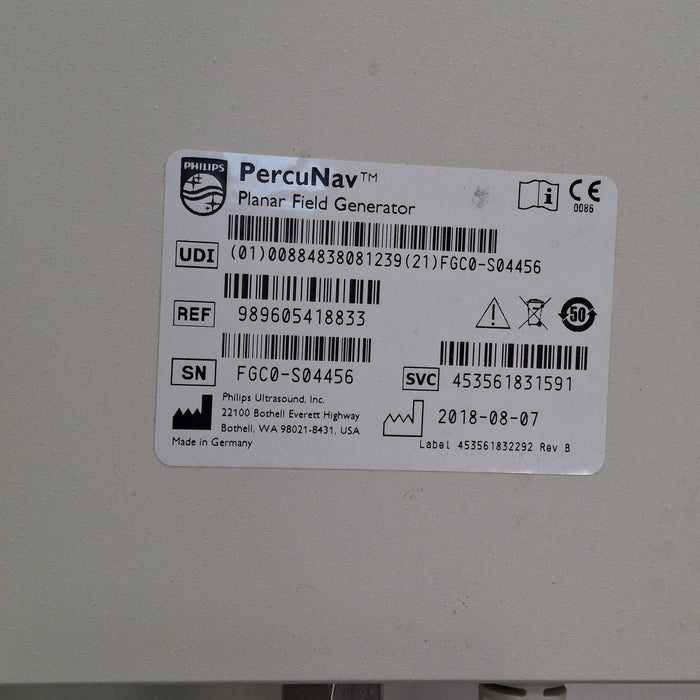 PHILIPS
PercuNav™
Planar Field Generator
CE
0086
UDI
(01)00884838081239(21)FGC0-S04456
REF
989605418833
50
SN
FGC0-S04456
SVC
453561831591
Philips Ultrasound, Inc.
22100 Bothell Everett Highway
Bothell, WA 98021-8431, USA
Made in Germany
2018-08-07
Label 453561832292 Rev B